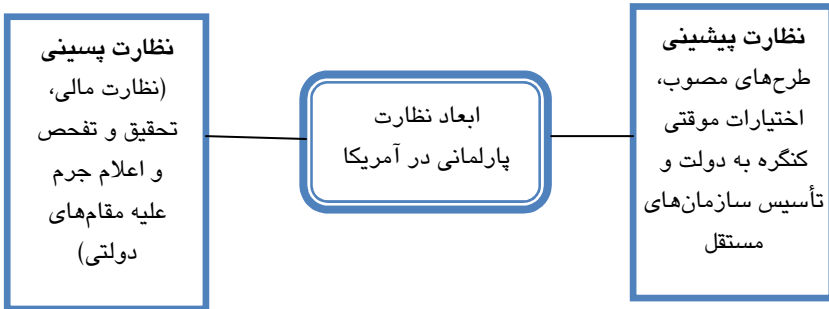 نظارت پیشینی
طرح‌های مصوب،
اختیارات موقتی
کنگره به دولت و
تأسیس سازمان‌های
مستقل
ابعاد نظارت
پارلمانی در آمریکا
نظارت پسینی
(نظارت مالی،
تحقیق و تفحص
و اعلام جرم
علیه مقام‌های
دولتی)